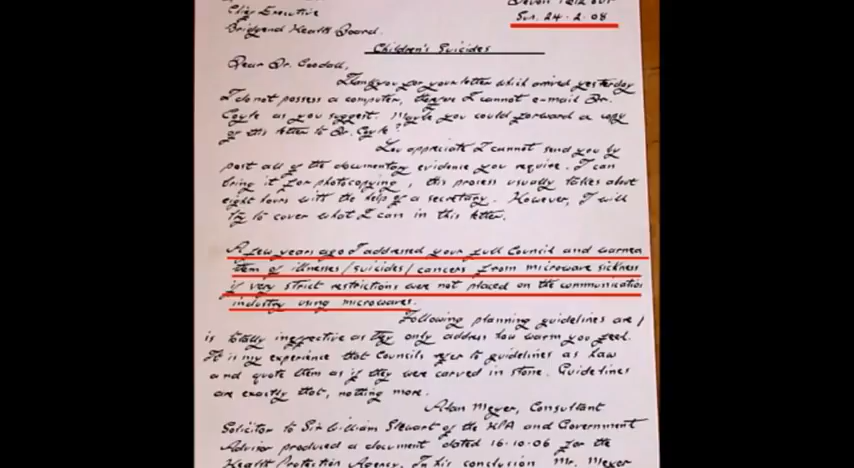 Chief Executive
Sun. 24.2.08
Bridgend Health Board.
Children's Suicides
Dear Dr. Goodall,
Thank you for your letter which arrived yesterday
I do not possess a computer, therefore I cannot e-mail Dr.
Coyle as you suggest. Maybe you could forward a copy
of this letter to Dr. Coyle?
You appreciate I cannot send you by
post all of the documentary evidence you require. I can
bring it for photocopying, this process usually takes about
eight hours with the help of a secretary. However, I will
try to cover what I can in this letter.
A few years ago I addressed your full Council and warned
them of illnesses/suicides/cancers from microwave sickness
if very strict restrictions were not placed on the communication
industry using microwaves.
Following planning guidelines are/
is totally ineffective as they only address how warm you feel.
It is my experience that Councils refer to guidelines as Law
and quote them as if they were carved in stone. Guidelines
are exactly that, nothing more.
Alan Meyer, Consultant
Solicitor to Sir William Stewart of the HPA and Government
Advisor produced a document dated 16.10.06 for the
Health Protection Agency. In his conclusion Mr. Meyer